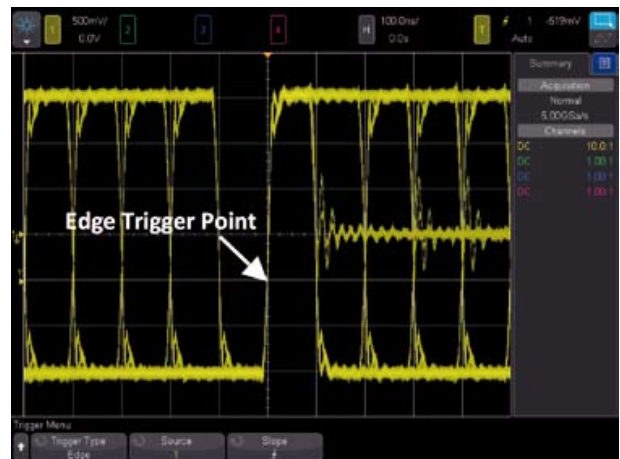 1 500mV/ 0.0V 2 3 4 H 100.0ns/ 0.0s T 1 -519mV Auto
Summary
Acquisition
Normal
5.00GSa/s
Channels
DC 10.0:1
DC 1.00:1
DC 1.00:1
DC 1.00:1
Edge Trigger Point
Trigger Menu
Trigger Type
Edge
Source
1
Slope